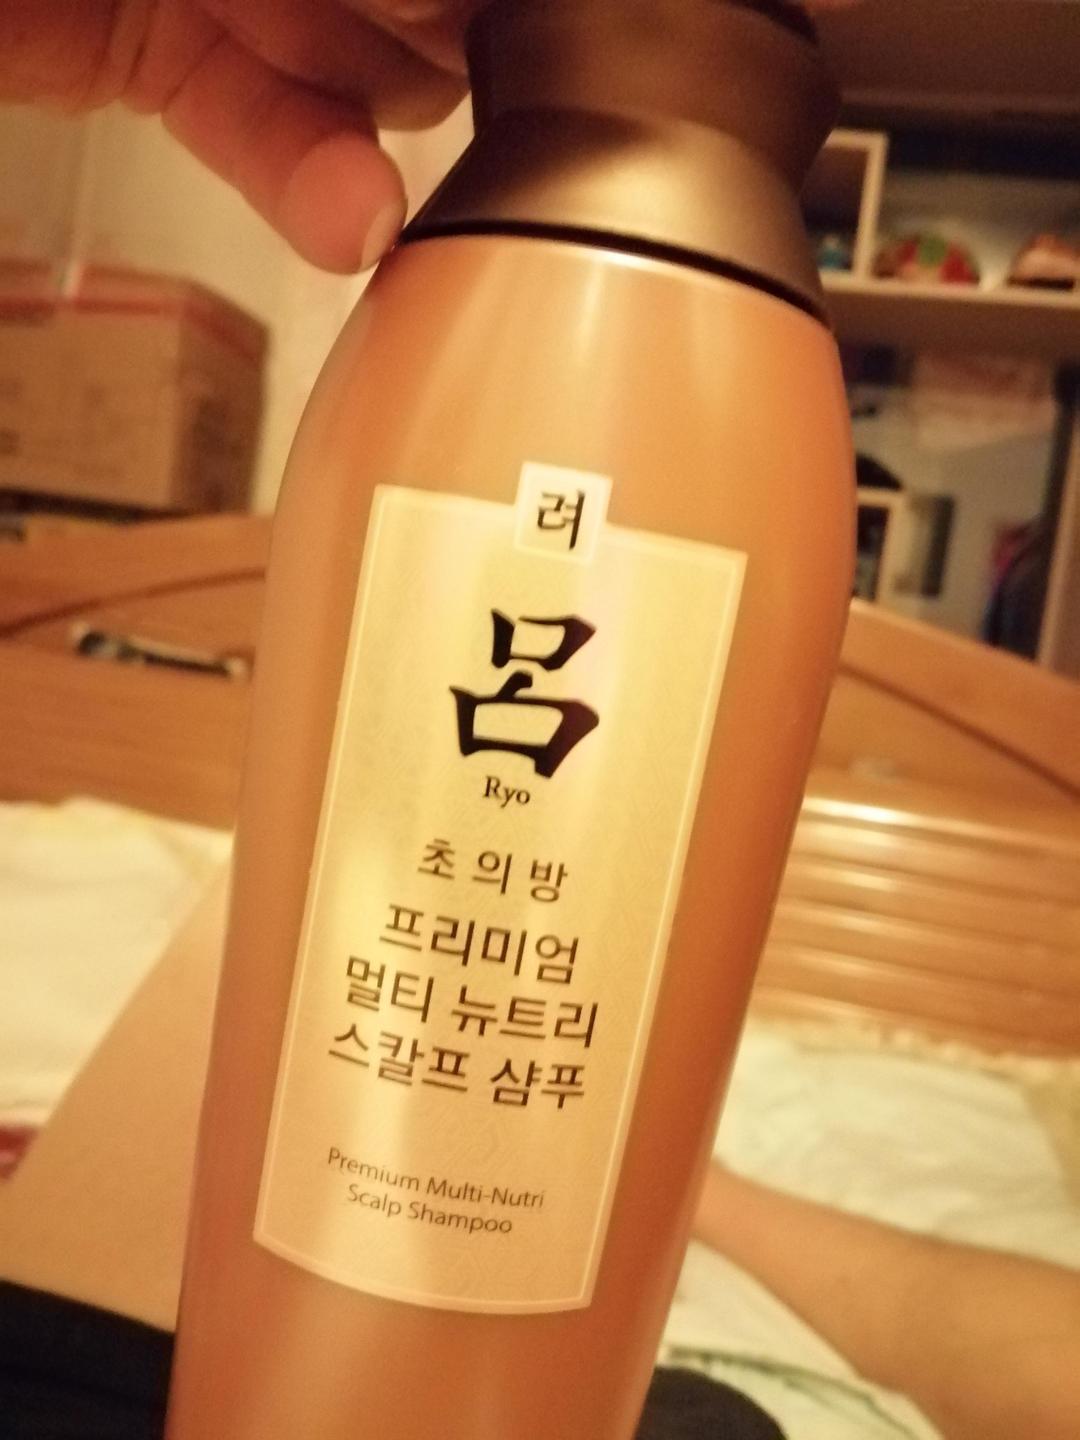 려
呂
Ryo
초의방
프리미엄
멀티 뉴트리
스칼프 샴푸
Premium Multi-Nutri
Scalp Shampoo